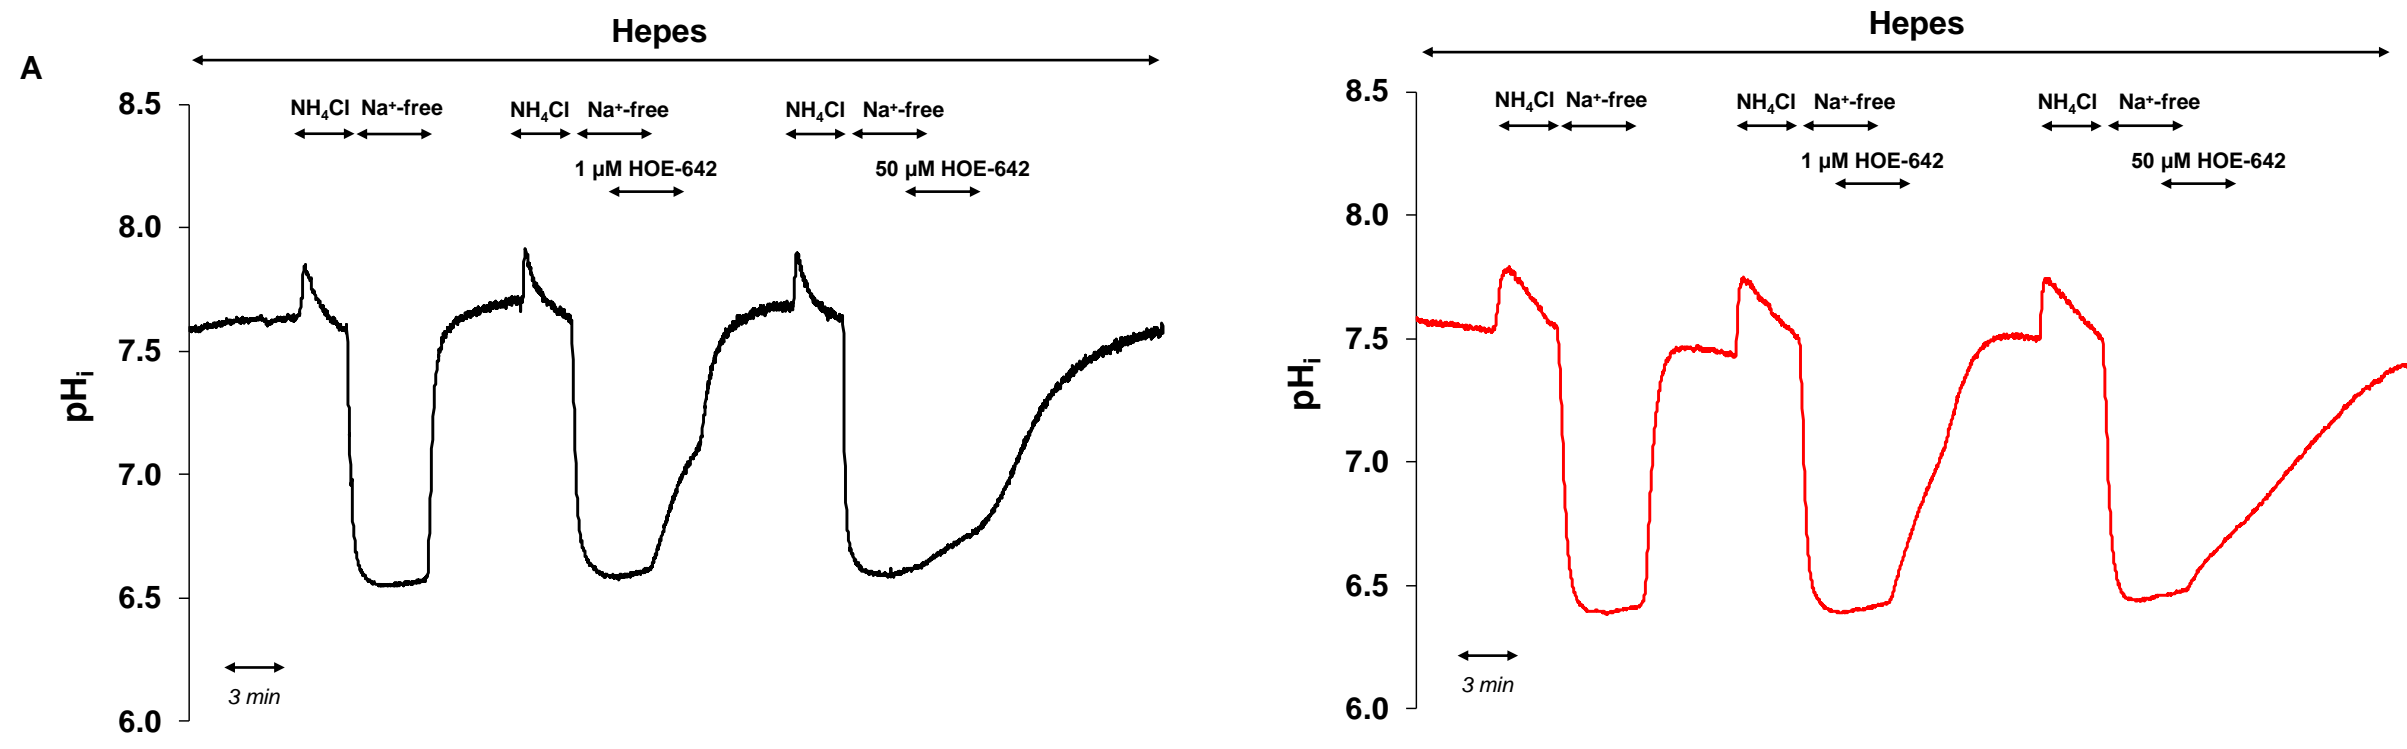 A
Hepes
NH₄Cl Na⁺-free NH₄Cl Na⁺-free NH₄Cl Na⁺-free
1 µM HOE-642 50 µM HOE-642
8.5
8.0
7.5
7.0
6.5
6.0
pHᵢ
3 min
Hepes
NH₄Cl Na⁺-free NH₄Cl Na⁺-free NH₄Cl Na⁺-free
1 µM HOE-642 50 µM HOE-642
8.5
8.0
7.5
7.0
6.5
6.0
pHᵢ
3 min